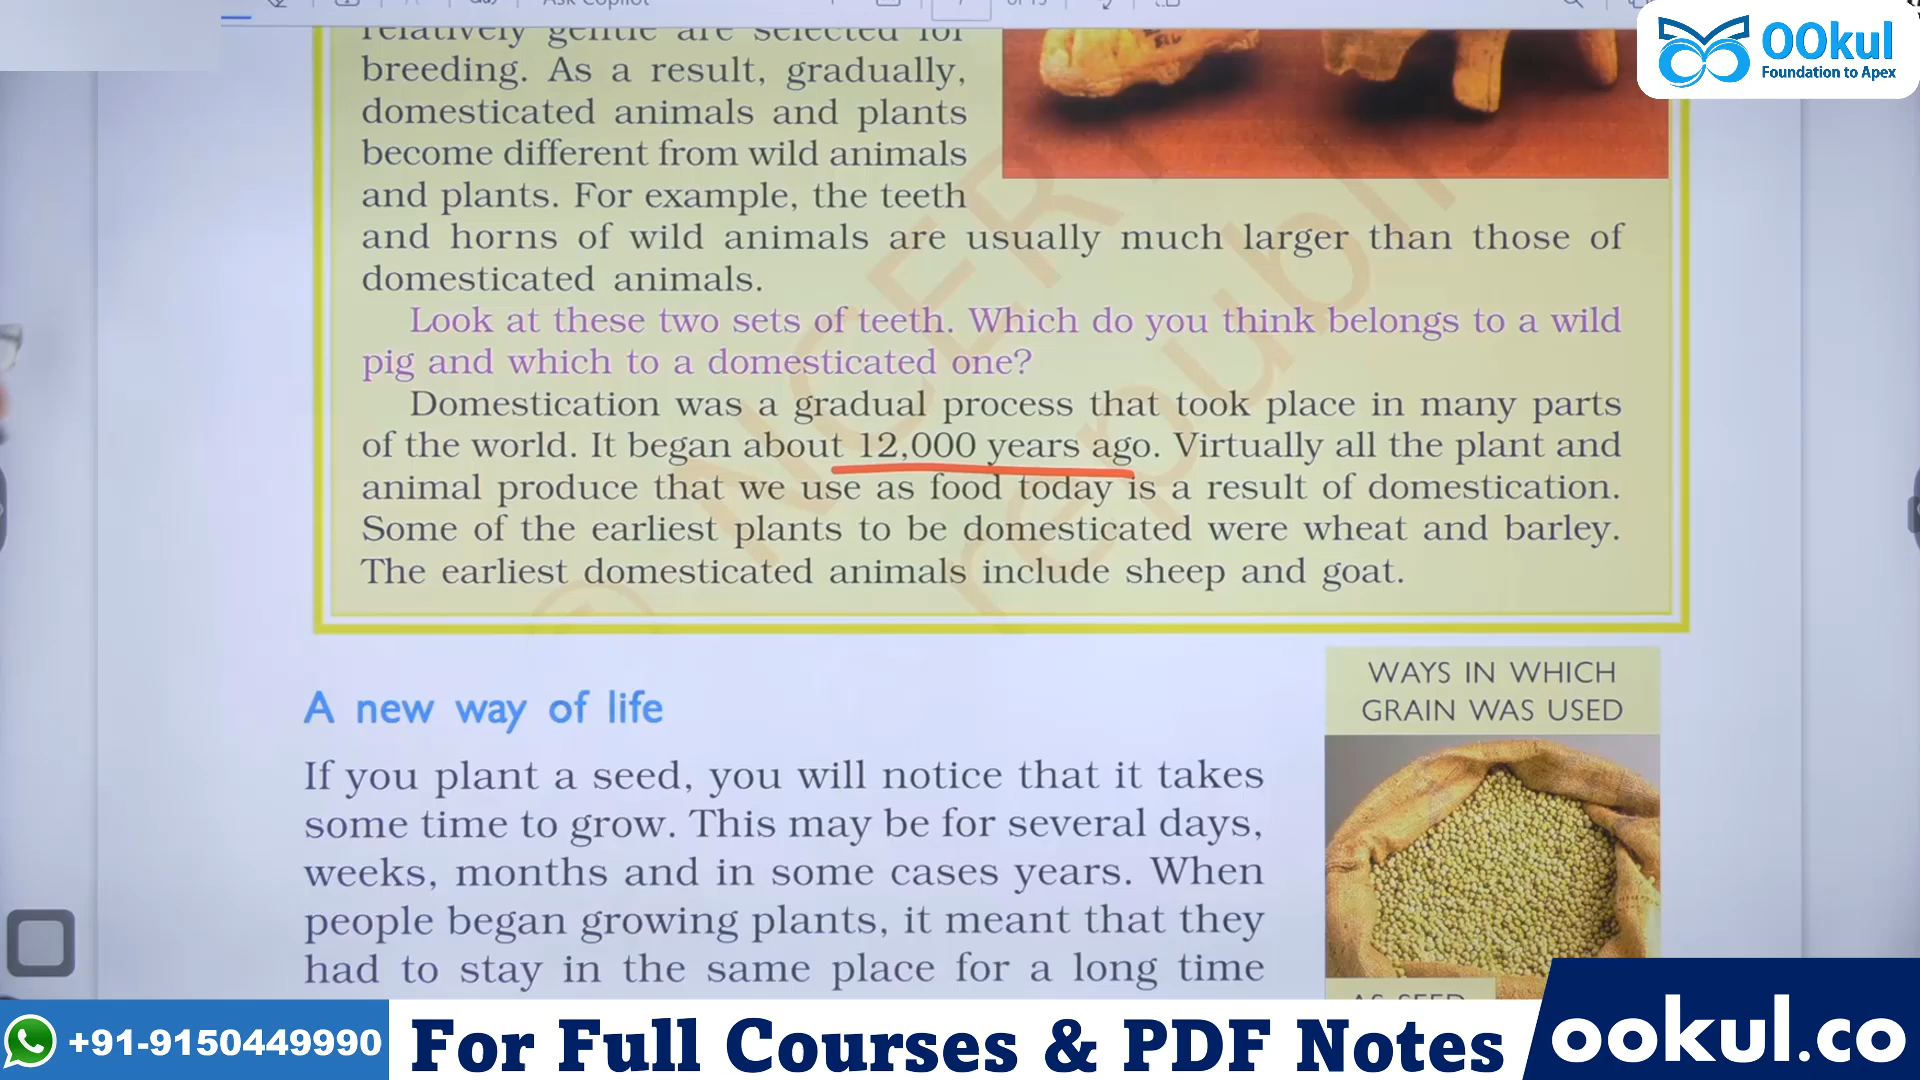 OOkul
Foundation to Apex
relatively gentle are selected for
breeding. As a result, gradually,
domesticated animals and plants
become different from wild animals
and plants. For example, the teeth
and horns of wild animals are usually much larger than those of
domesticated animals.
Look at these two sets of teeth. Which do you think belongs to a wild
pig and which to a domesticated one?
Domestication was a gradual process that took place in many parts
of the world. It began about 12,000 years ago. Virtually all the plant and
animal produce that we use as food today is a result of domestication.
Some of the earliest plants to be domesticated were wheat and barley.
The earliest domesticated animals include sheep and goat.
A new way of life
If you plant a seed, you will notice that it takes
some time to grow. This may be for several days,
weeks, months and in some cases years. When
people began growing plants, it meant that they
had to stay in the same place for a long time
WAYS IN WHICH
GRAIN WAS USED
AS SEED
+91-9150449990
For Full Courses & PDF Notes
ookul.co